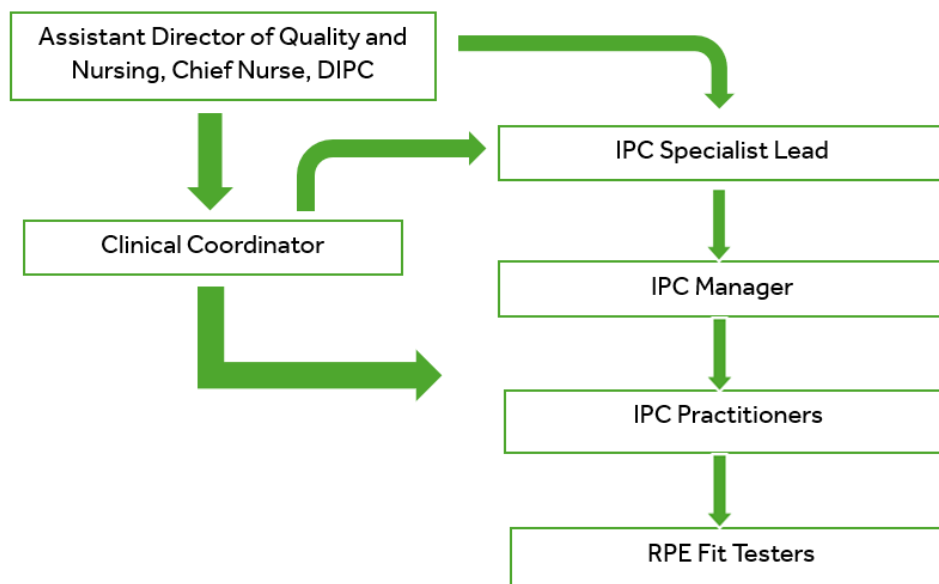 Assistant Director of Quality and
Nursing, Chief Nurse, DIPC
IPC Specialist Lead
Clinical Coordinator
IPC Manager
IPC Practitioners
RPE Fit Testers